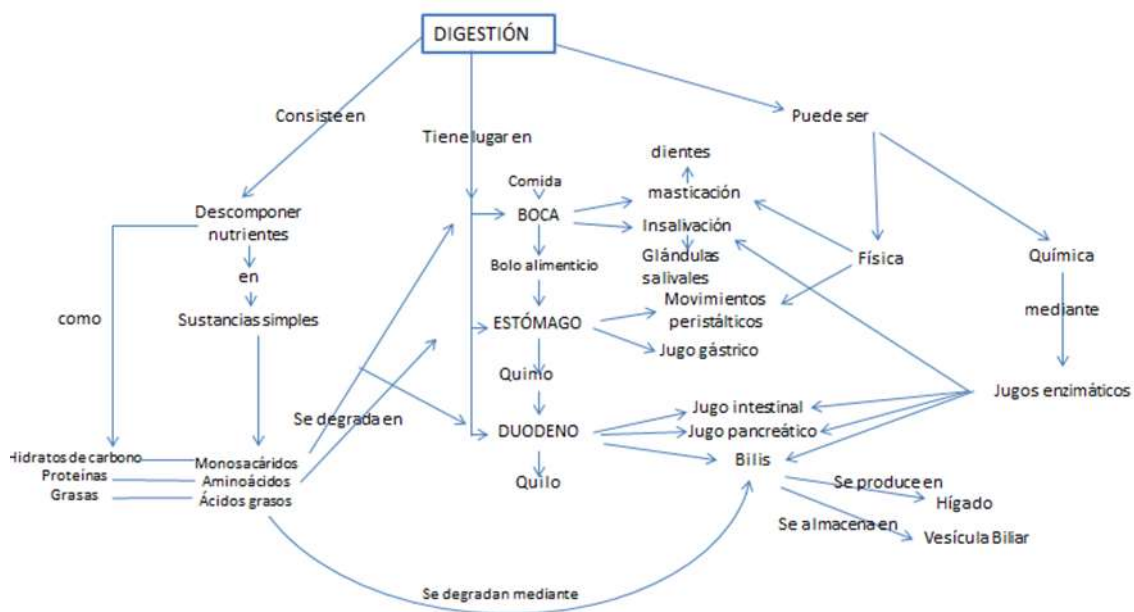 DIGESTIÓN
Consiste en
Tiene lugar en
Puede ser
Descomponer
nutrientes
en
Sustancias simples
como
Se degrada en
Hidratos de carbono
Proteínas
Grasas
Monosacáridos
Aminoácidos
Ácidos grasos
Se degradan mediante
Comida
BOCA
Bolo alimenticio
ESTÓMAGO
Quimo
DUODENO
Quilo
dientes
masticación
Insalivación
Glándulas
salivales
Movimientos
peristálticos
Jugo gástrico
Jugo intestinal
Jugo pancreático
Bilis
Se produce en
Hígado
Se almacena en
Vesícula Biliar
Física
Química
mediante
Jugos enzimáticos